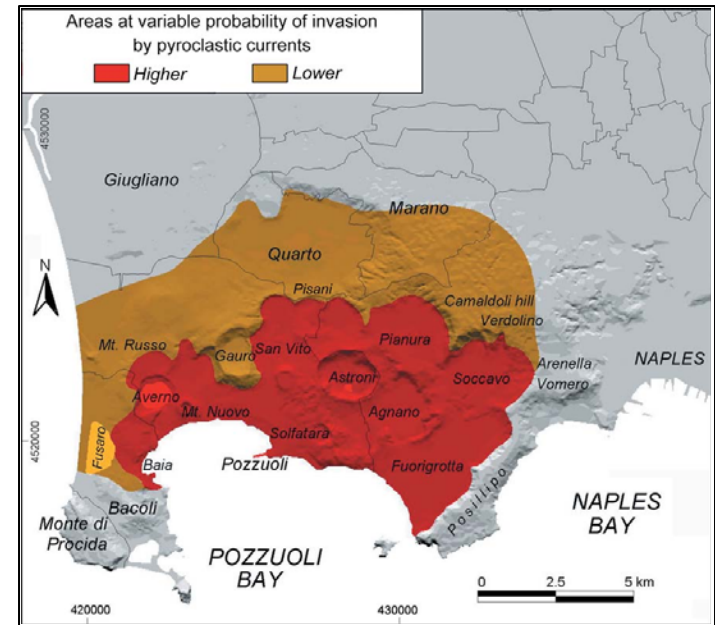 Areas at variable probability of invasion
by pyroclastic currents
Higher
Lower
4530000
Giugliano
Marano
Quarto
N
Pisani
Camaldoli hill
Verdolino
Mt. Russo
Gauro
San Vito
Pianura
Arenella
NAPLES
Vomero
Astroni
Soccavo
Averno
Mt. Nuovo
Agnano
4520000
Fusaro
Solfatara
Baia
Pozzuoli
Fuorigrotta
Posillipo
Bacoli
Monte di
Procida
NAPLES
BAY
POZZUOLI
BAY
0 2.5 5 km
420000
430000